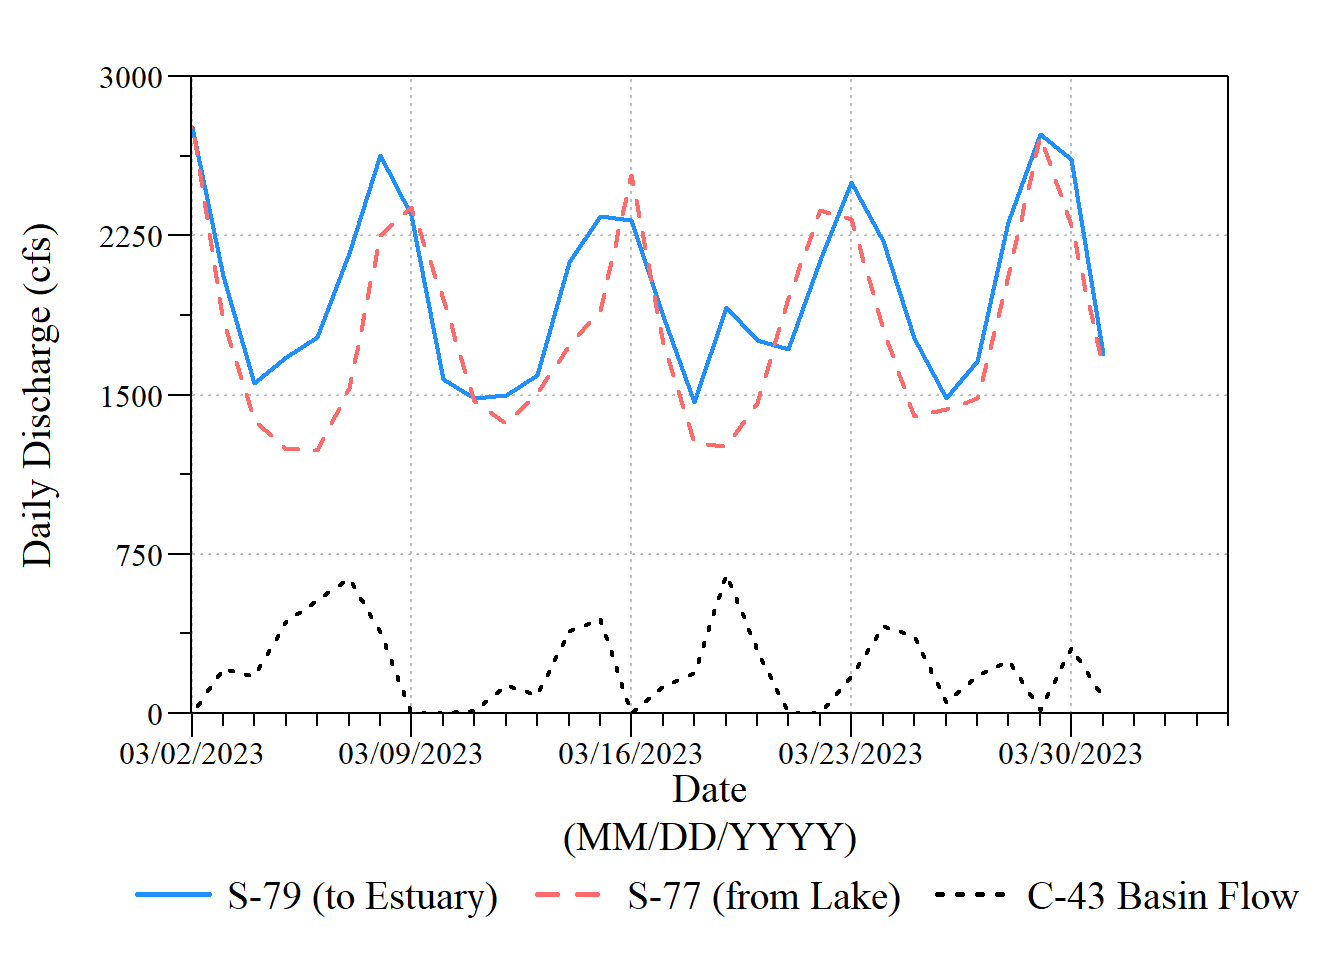 3000
2250
1500
750
0
Daily Discharge (cfs)
03/02/2023 03/09/2023 03/16/2023 03/23/2023 03/30/2023
Date
(MM/DD/YYYY)
S-79 (to Estuary) S-77 (from Lake) C-43 Basin Flow